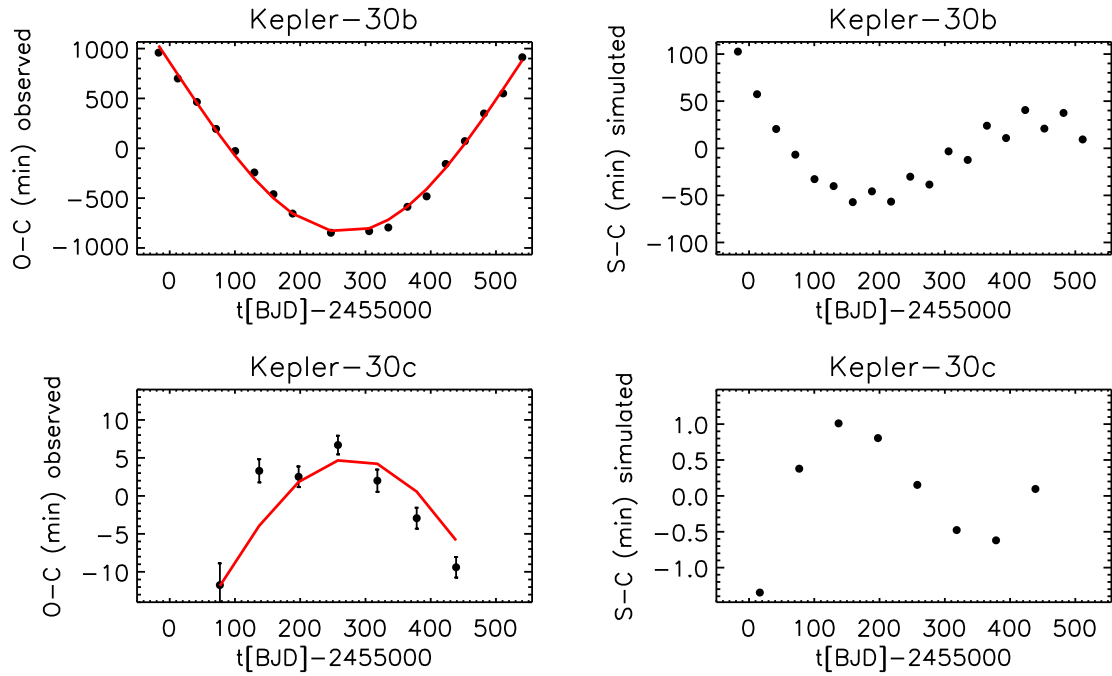 Kepler-30b
O-C (min) observed
1000
500
0
-500
-1000
0 100 200 300 400 500
t[BJD]-2455000
Kepler-30b
S-C (min) simulated
100
50
0
-50
-100
0 100 200 300 400 500
t[BJD]-2455000
Kepler-30c
O-C (min) observed
10
5
0
-5
-10
0 100 200 300 400 500
t[BJD]-2455000
Kepler-30c
S-C (min) simulated
1.0
0.5
0.0
-0.5
-1.0
0 100 200 300 400 500
t[BJD]-2455000